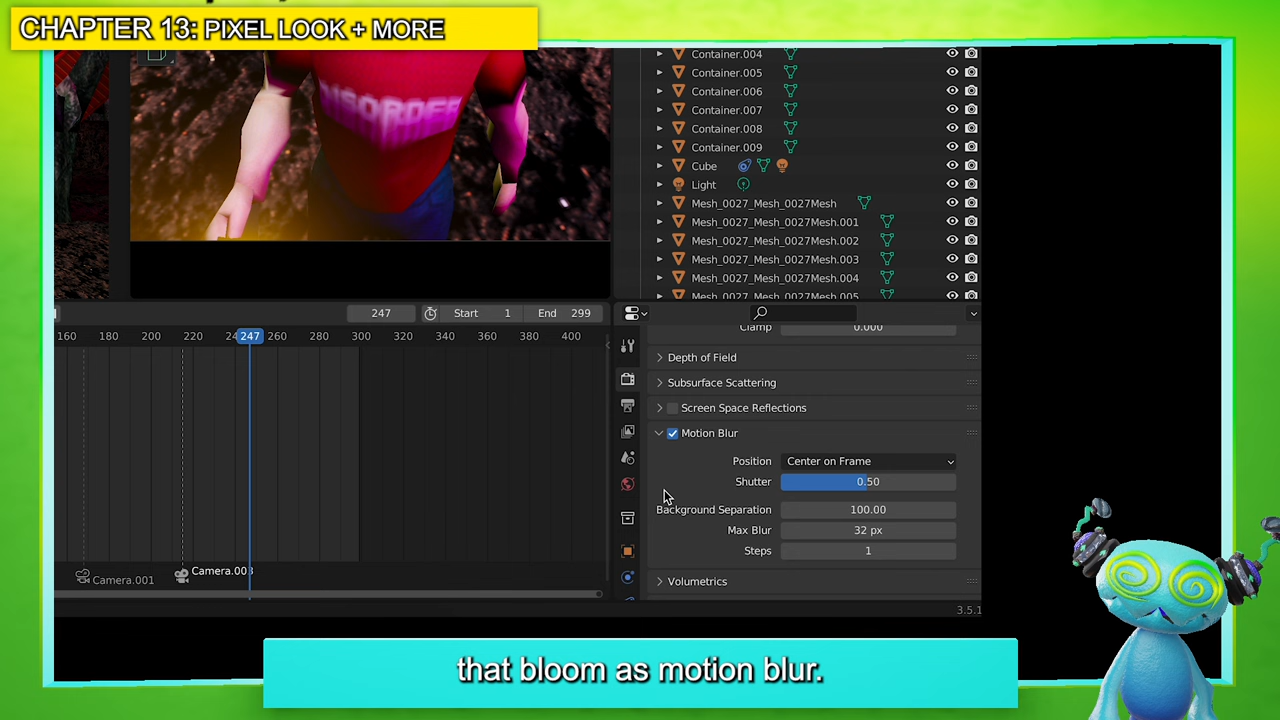 CHAPTER 13: PIXEL LOOK + MORE
DISORDER
Container.004
Container.005
Container.006
Container.007
Container.008
Container.009
Cube
Light
Mesh_0027_Mesh_0027Mesh
Mesh_0027_Mesh_0027Mesh.001
Mesh_0027_Mesh_0027Mesh.002
Mesh_0027_Mesh_0027Mesh.003
Mesh_0027_Mesh_0027Mesh.004
Mesh_0027_Mesh_0027Mesh.005
247 Start 1 End 299
160 180 200 220 247 260 280 300 320 340 360 380 400
Camera.001 Camera.003
Clamp 0.000
Depth of Field
Subsurface Scattering
Screen Space Reflections
Motion Blur
Position Center on Frame
Shutter 0.50
Background Separation 100.00
Max Blur 32 px
Steps 1
Volumetrics
3.5.1
that bloom as motion blur.